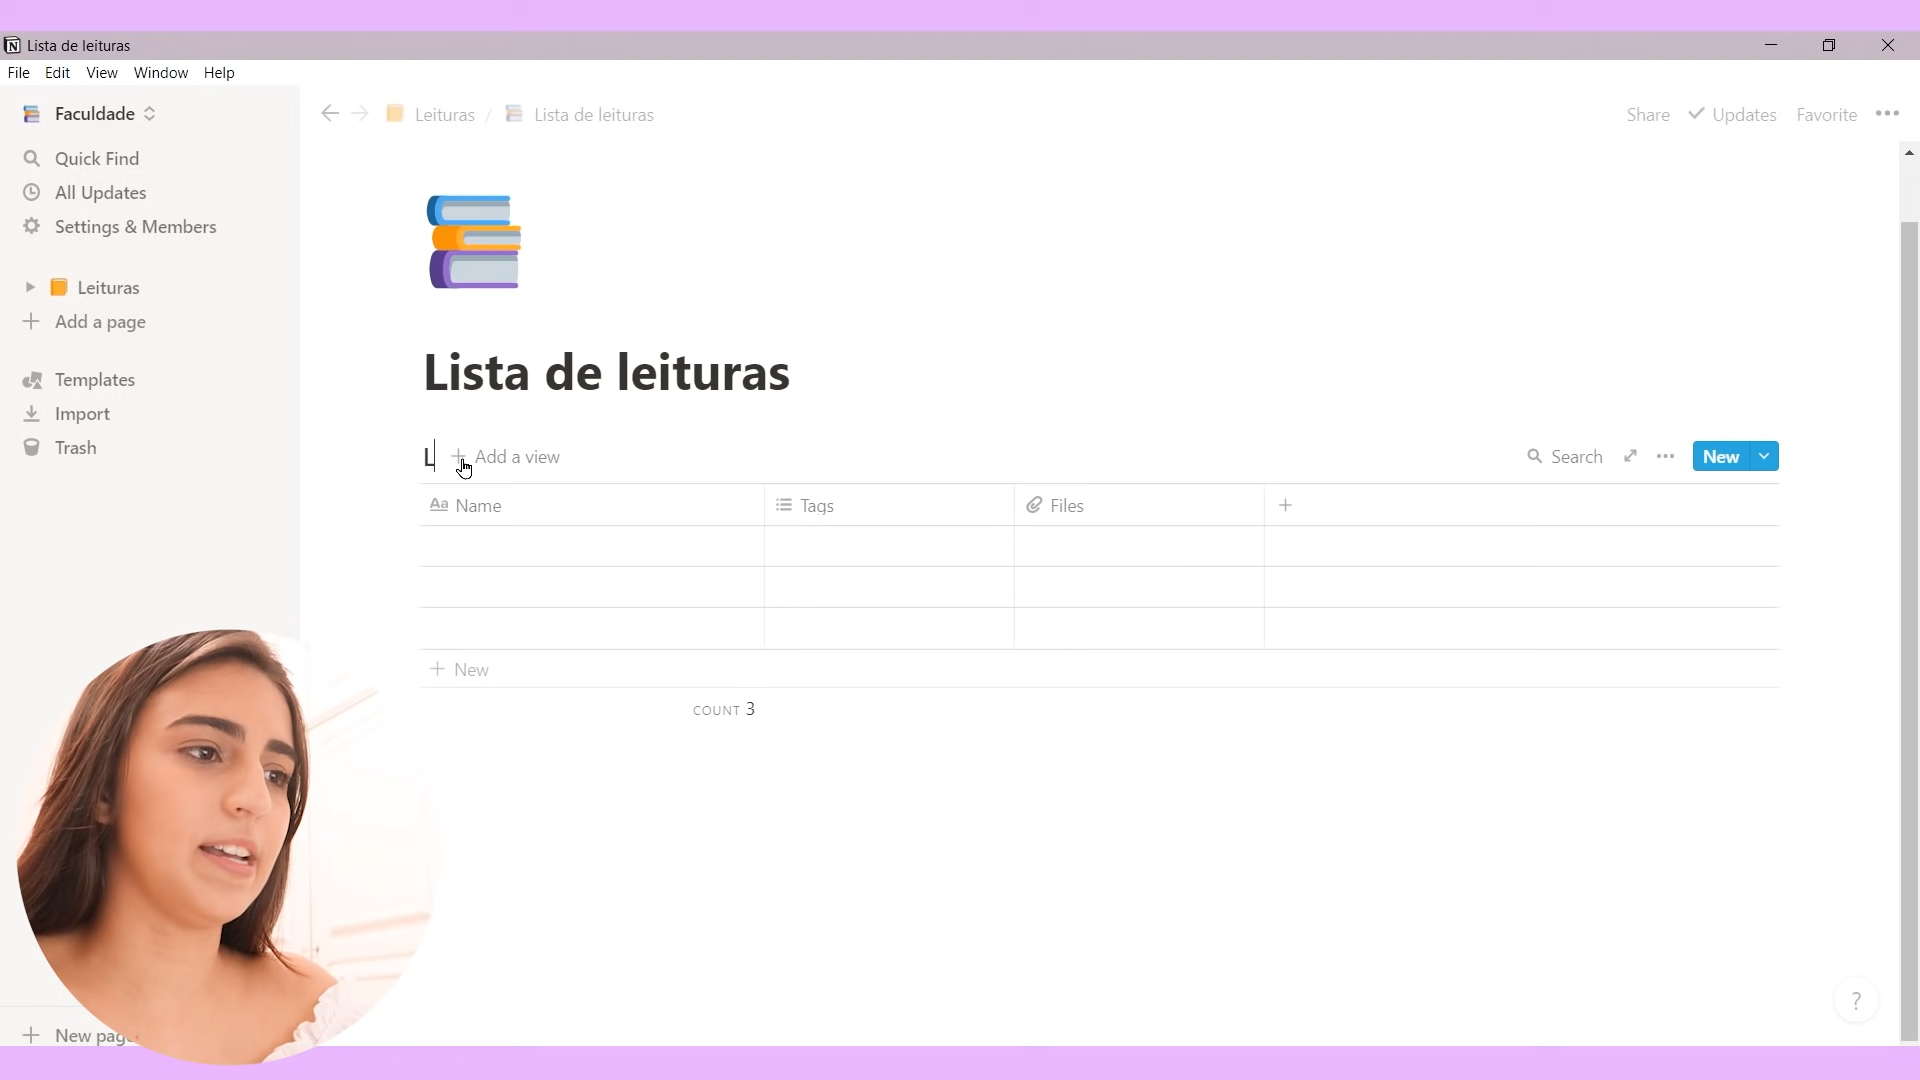 Lista de leituras
File Edit View Window Help
Faculdade
Leituras / Lista de leituras
Share Updates Favorite
Quick Find
All Updates
Settings & Members
Leituras
Add a page
Templates
Import
Trash
Lista de leituras
L Add a view
Search
New
Aa Name Tags Files
New
COUNT 3
New page
?